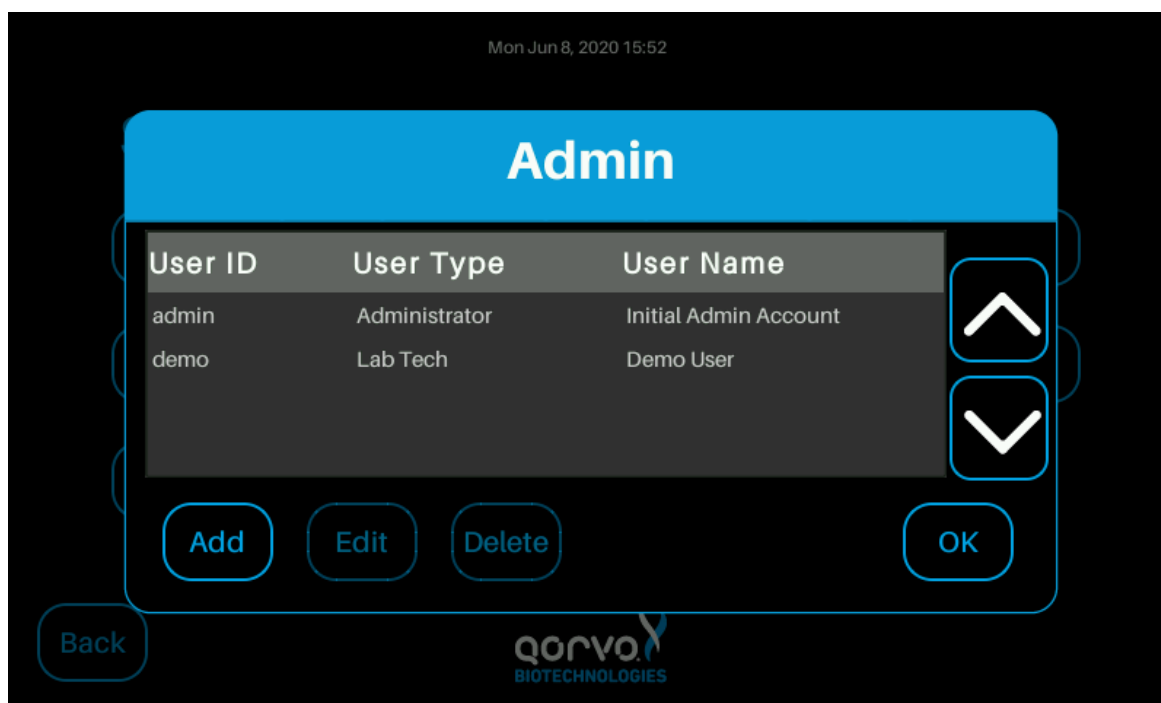 Mon Jun 8, 2020 15:52
Admin
User ID User Type User Name
admin Administrator Initial Admin Account
demo Lab Tech Demo User
Add Edit Delete OK
Back
QORVO
BIOTECHNOLOGIES